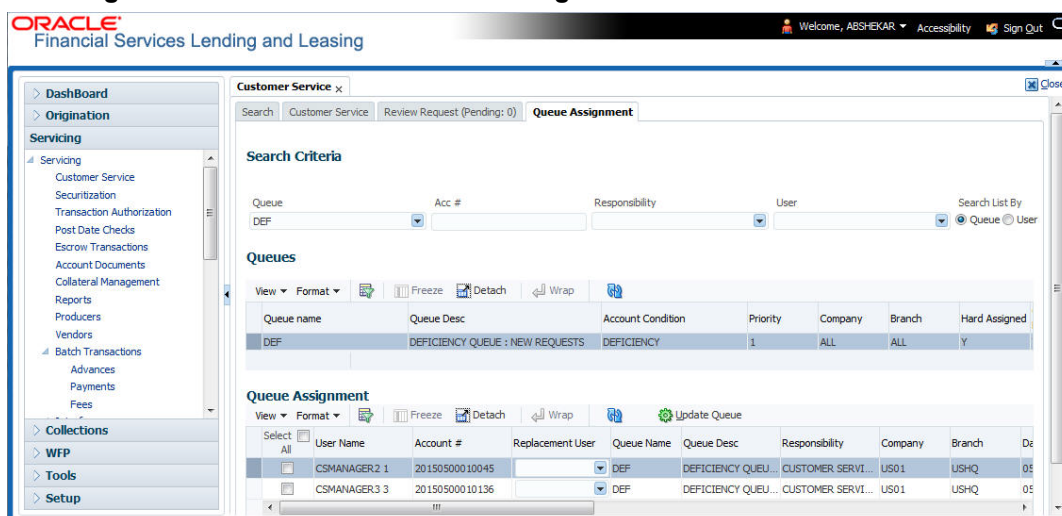 ORACLE
Financial Services Lending and Leasing
Welcome, ABSHEKAR Accessibility Sign Out
Close
DashBoard
Origination
Servicing
Servicing
Customer Service
Securitization
Transaction Authorization
Post Date Checks
Escrow Transactions
Account Documents
Collateral Management
Reports
Producers
Vendors
Batch Transactions
Advances
Payments
Fees
Collections
WFP
Tools
Setup
Customer Service x
Search Customer Service Review Request (Pending: 0) Queue Assignment
Search Criteria
Queue Acc # Responsibility User Search List By
DEF Queue User
Queues
View Format Freeze Detach Wrap
Queue name Queue Desc Account Condition Priority Company Branch Hard Assigned
DEF DEFICIENCY QUEUE : NEW REQUESTS DEFICIENCY 1 ALL ALL Y
Queue Assignment
View Format Freeze Detach Wrap Update Queue
Select All User Name Account # Replacement User Queue Name Queue Desc Responsibility Company Branch Da
CSMANAGER2 1 20150500010045 DEF DEFICIENCY QUEU... CUSTOMER SERVI... US01 USHQ 05
CSMANAGER3 3 20150500010136 DEF DEFICIENCY QUEU... CUSTOMER SERVI... US01 USHQ 05